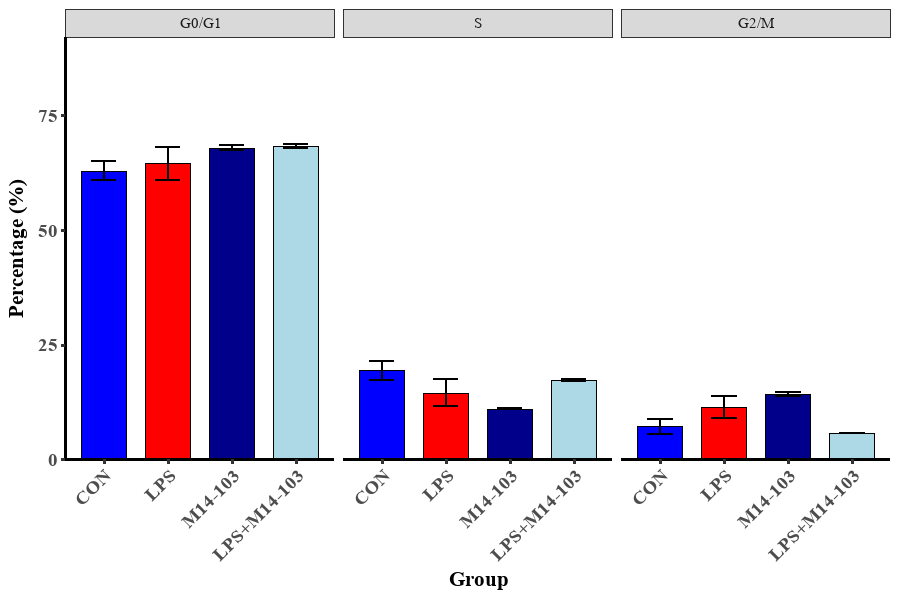 G0/G1
S
G2/M
Percentage (%)
75
50
25
0
CON
LPS
M14-103
LPS+M14-103
CON
LPS
M14-103
LPS+M14-103
CON
LPS
M14-103
LPS+M14-103
Group